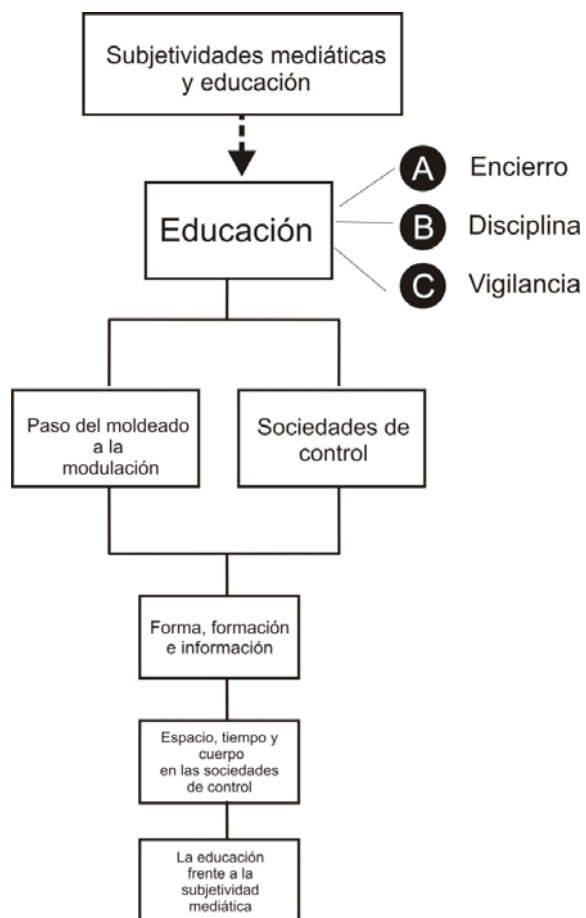 Subjetividades mediáticas
y educación
Educación
A Encierro
B Disciplina
C Vigilancia
Paso del moldeado
a la
modulación
Sociedades de
control
Forma, formación
e información
Espacio, tiempo y
cuerpo
en las sociedades
de control
La educación
frente a la
subjetividad
mediática